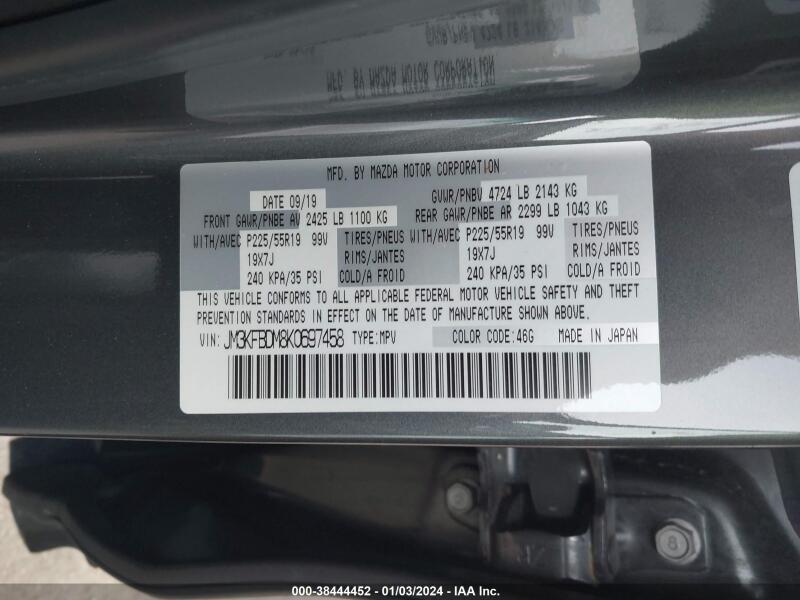 MFD. BY MAZDA MOTOR CORPORATION
DATE 09/19 GVWR/PNBV 4724 LB 2143 KG
FRONT GAWR/PNBE AV 2425 LB 1100 KG REAR GAWR/PNBE AR 2299 LB 1043 KG
WITH/AVEC P225/55R19 99V TIRES/PNEUS WITH/AVEC P225/55R19 99V TIRES/PNEUS
19X7J RIMS/JANTES 19X7J RIMS/JANTES
240 KPA/35 PSI COLD/A FROID 240 KPA/35 PSI COLD/A FROID
THIS VEHICLE CONFORMS TO ALL APPLICABLE FEDERAL MOTOR VEHICLE SAFETY AND THEFT
PREVENTION STANDARDS IN EFFECT ON THE DATE OF MANUFACTURE SHOWN ABOVE.
VIN: JM3KFBDM8K0697458 TYPE:MPV COLOR CODE:46G MADE IN JAPAN
8
000-38444452 - 01/03/2024 - IAA Inc.